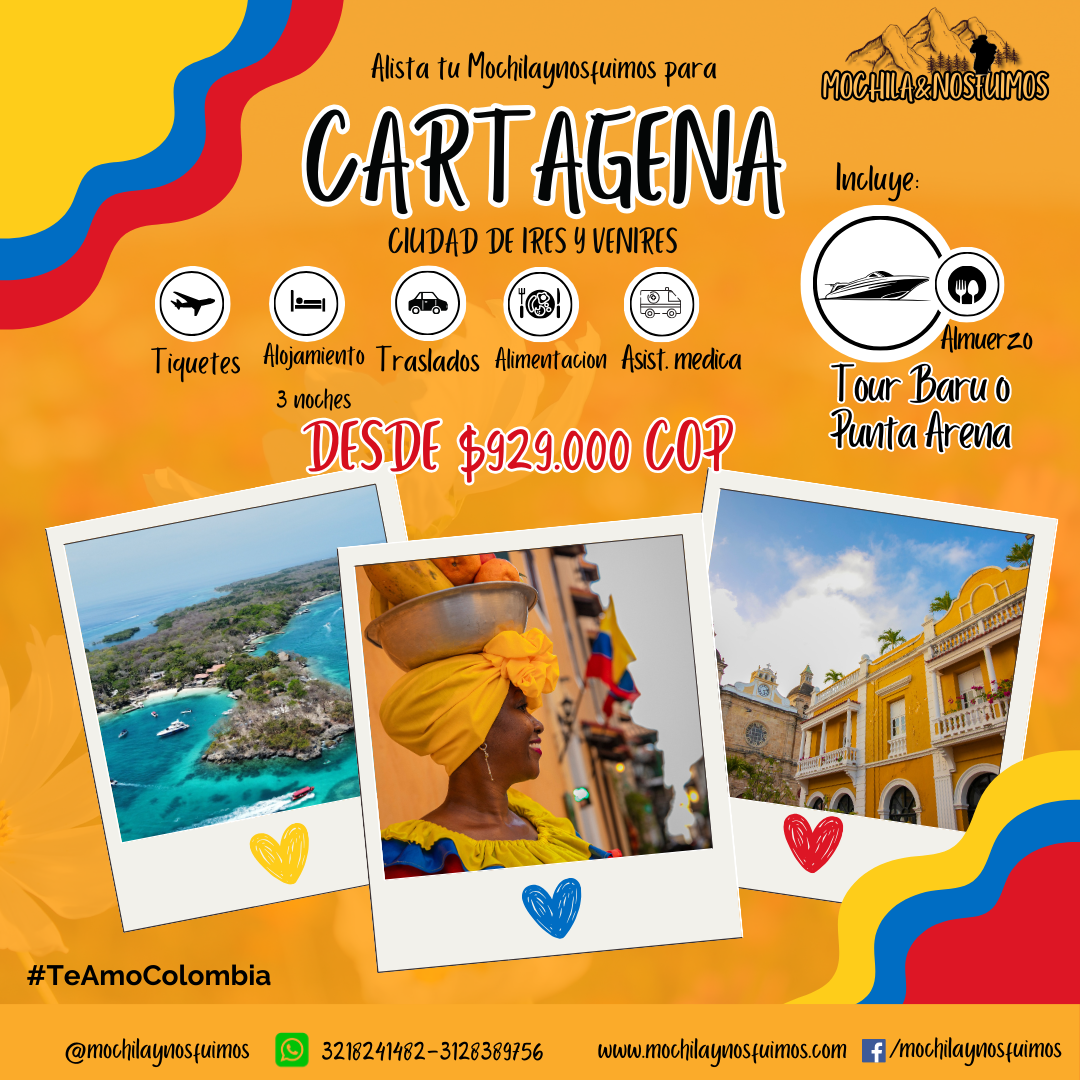 Alista tu Mochilaynosfuimos para
MOCHILA&NOSFUIMOS
CARTAGENA
CIUDAD DE IRES Y VENIRES
Incluye:
Tiquetes
Alojamiento
Traslados
Alimentacion
Asist. medica
3 noches
Almuerzo
Tour Baru o
Punta Arena
DESDE $929.000 COP
#TeAmoColombia
@mochilaynosfuimos
3218241482-3128389756
www.mochilaynosfuimos.com
/mochilaynosfuimos